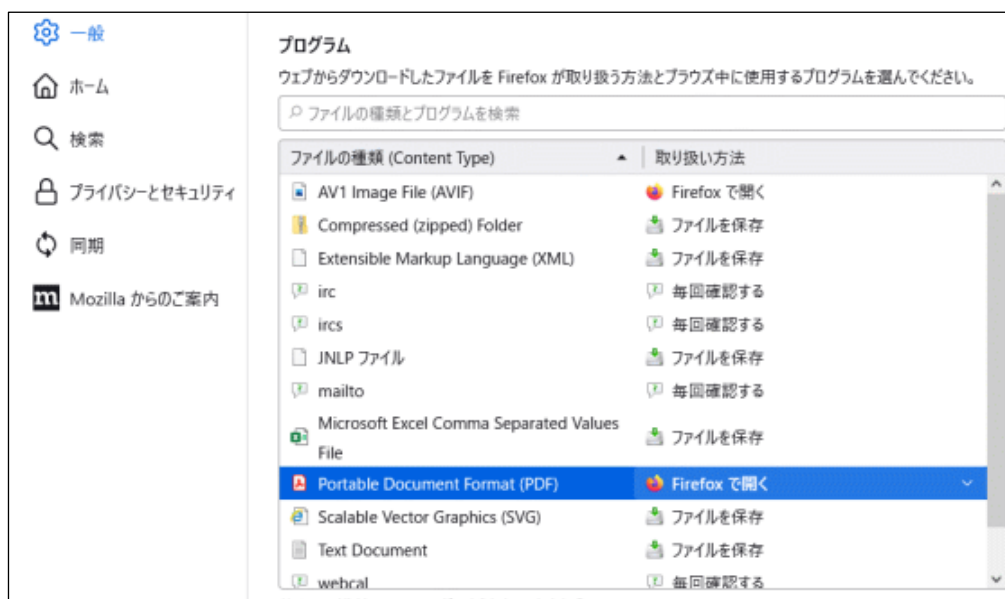 一般
ホーム
検索
プライバシーとセキュリティ
同期
m Mozilla からのご案内
プログラム
ウェブからダウンロードしたファイルを Firefox が取り扱う方法とブラウズ中に使用するプログラムを選んでください。
ファイルの種類とプログラムを検索
ファイルの種類 (Content Type) 取り扱い方法
AV1 Image File (AVIF) Firefox で開く
Compressed (zipped) Folder ファイルを保存
Extensible Markup Language (XML) ファイルを保存
irc 毎回確認する
ircs 毎回確認する
JNLP ファイル ファイルを保存
mailto 毎回確認する
Microsoft Excel Comma Separated Values
File ファイルを保存
Portable Document Format (PDF) Firefox で開く
Scalable Vector Graphics (SVG) ファイルを保存
Text Document ファイルを保存
webcal 毎回確認する